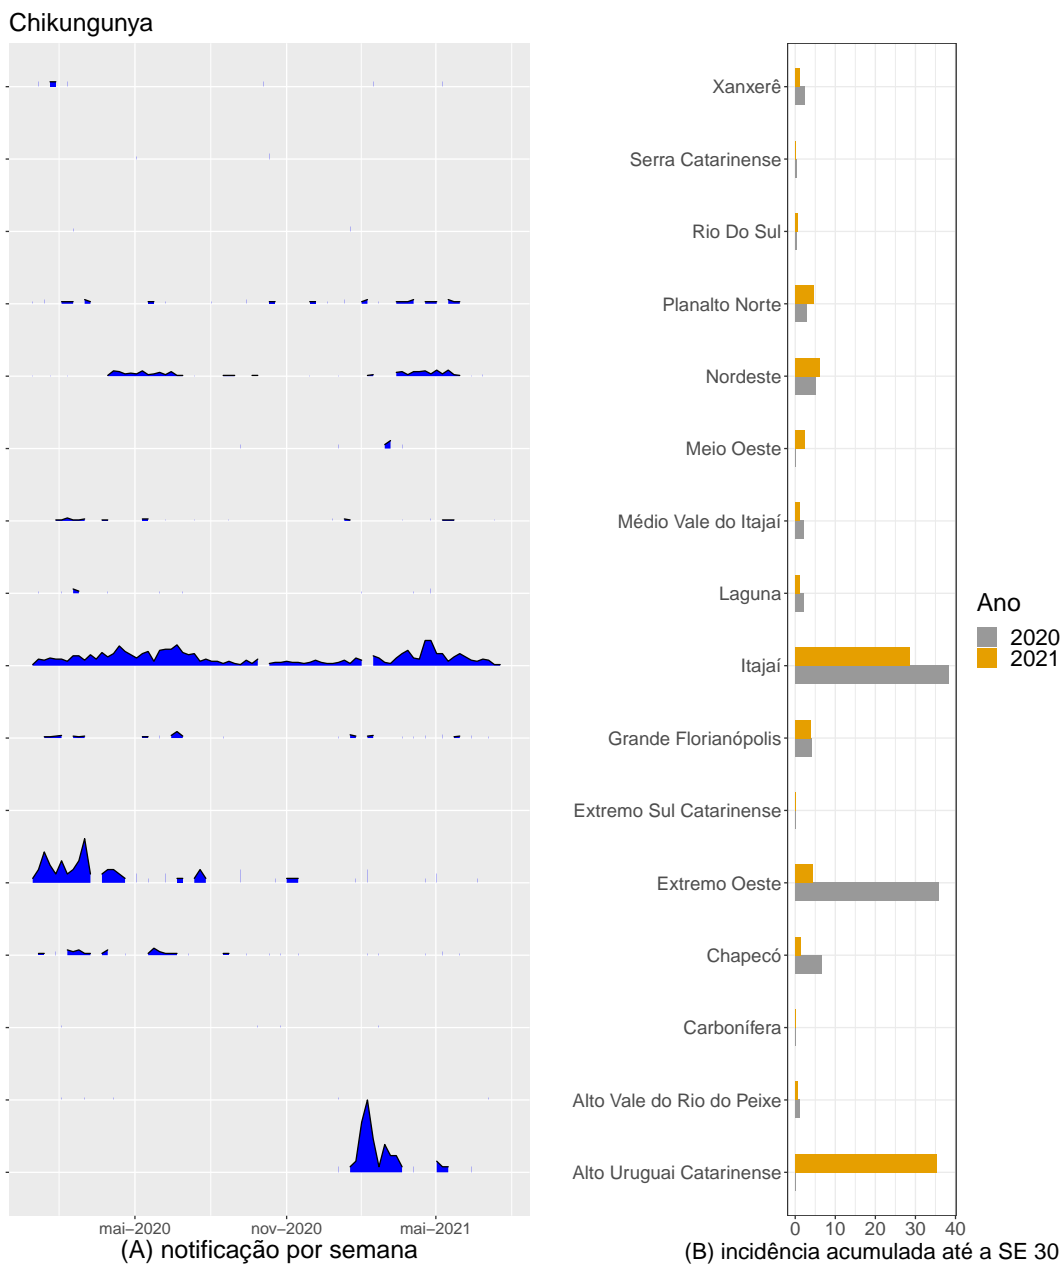 Chikungunya
Xanxerê
Serra Catarinense
Rio Do Sul
Planalto Norte
Nordeste
Meio Oeste
Médio Vale do Itajaí
Laguna
Itajaí
Grande Florianópolis
Extremo Sul Catarinense
Extremo Oeste
Chapecó
Carbonífera
Alto Vale do Rio do Peixe
Alto Uruguai Catarinense
Ano
2020
2021
mai–2020 nov–2020 mai–2021
(A) notificação por semana
0 10 20 30 40
(B) incidência acumulada até a SE 30